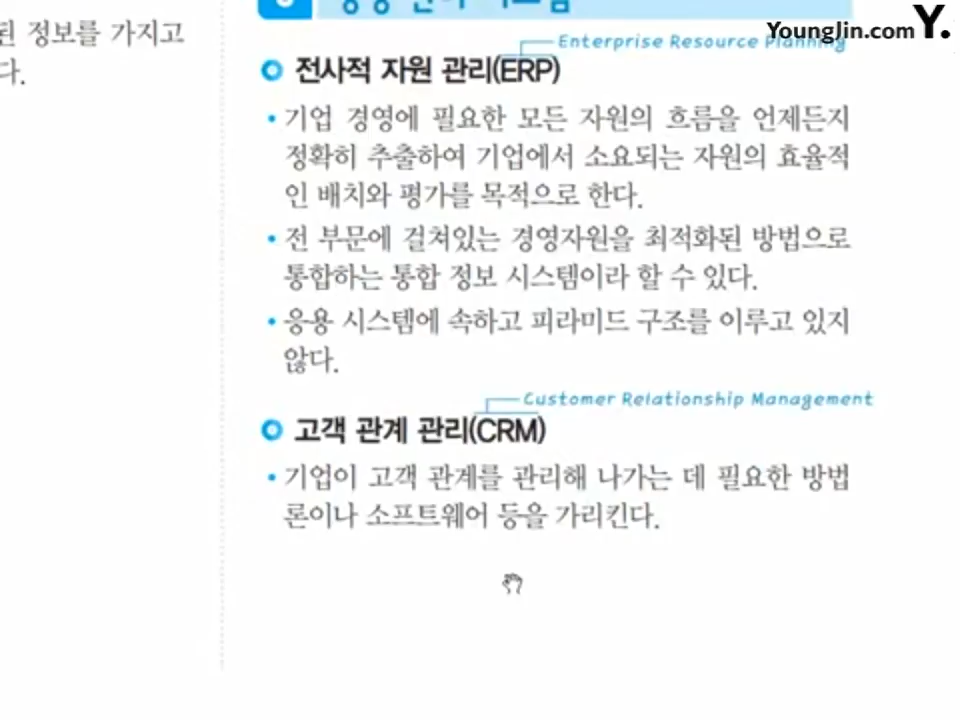 된 정보를 가지고
다.
YoungJin.com Y.
Enterprise Resource Planning
전사적 자원 관리(ERP)
• 기업 경영에 필요한 모든 자원의 흐름을 언제든지
정확히 추출하여 기업에서 소요되는 자원의 효율적
인 배치와 평가를 목적으로 한다.
• 전 부문에 걸쳐있는 경영자원을 최적화된 방법으로
통합하는 통합 정보 시스템이라 할 수 있다.
• 응용 시스템에 속하고 피라미드 구조를 이루고 있지
않다.
Customer Relationship Management
고객 관계 관리(CRM)
• 기업이 고객 관계를 관리해 나가는 데 필요한 방법
론이나 소프트웨어 등을 가리킨다.